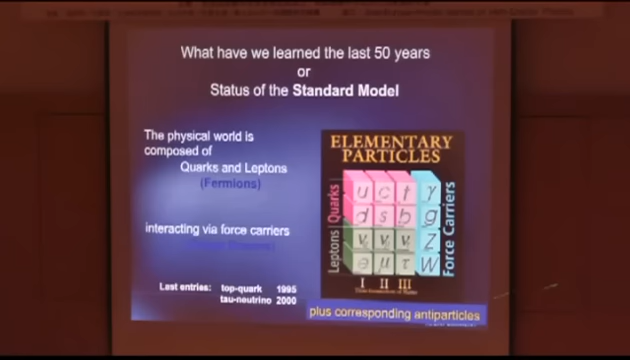 What have we learned the last 50 years
or
Status of the Standard Model
The physical world is
composed of
Quarks and Leptons
(Fermions)
interacting via force carriers
Last entries: top-quark 1995
tau-neutrino 2000
ELEMENTARY
PARTICLES
Quarks
u c t γ
d s b g
Leptons
ν ν ν Z
e μ τ W
Force Carriers
I II III
plus corresponding antiparticles